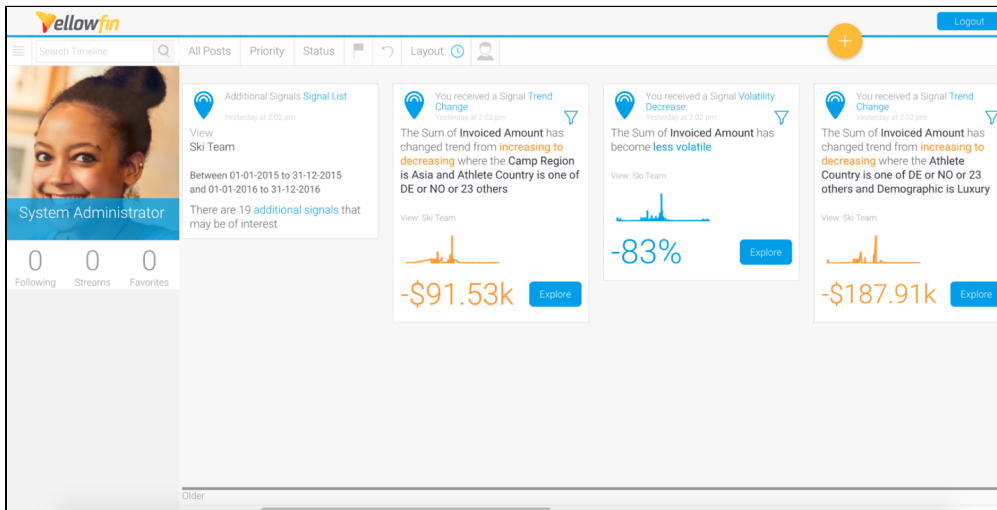 Yellowfin
Logout
Search Timeline
All Posts
Priority
Status
Layout
+
System Administrator
0
0
0
Following
Streams
Favorites
Additional Signals Signal List
Yesterday at 2:02 pm
View
Ski Team
Between 01-01-2015 to 31-12-2015
and 01-01-2016 to 31-12-2016
There are 19 additional signals that
may be of interest
You received a Signal Trend
Change
Yesterday at 2:02 pm
The Sum of Invoiced Amount has
changed trend from increasing to
decreasing where the Camp Region
is Asia and Athlete Country is one of
DE or NO or 23 others
View: Ski Team
-$91.53k
Explore
You received a Signal Volatility
Decrease
Yesterday at 2:02 pm
The Sum of Invoiced Amount has
become less volatile
View: Ski Team
-83%
Explore
You received a Signal Trend
Change
Yesterday at 2:02 pm
The Sum of Invoiced Amount has
changed trend from increasing to
decreasing where the Athlete
Country is one of DE or NO or 23
others and Demographic is Luxury
View: Ski Team
-$187.91k
Explore
Older